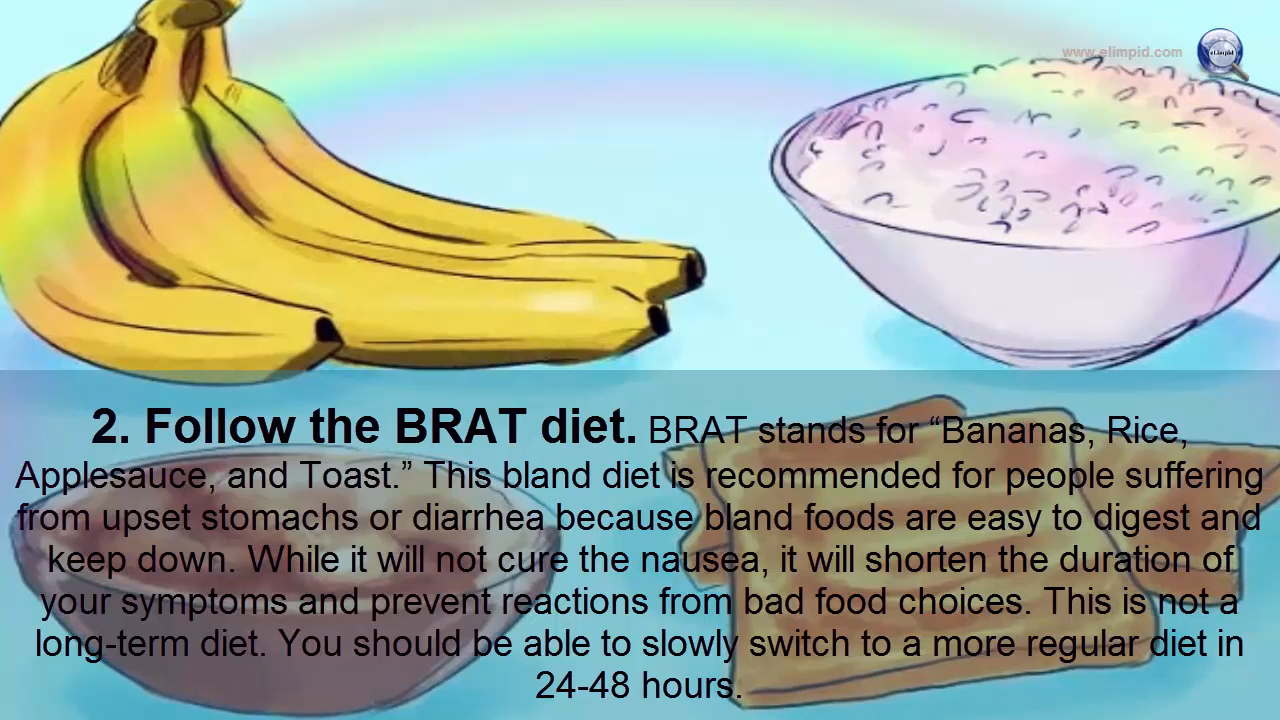 www.elimpid.com
eLimpid
2. Follow the BRAT diet. BRAT stands for “Bananas, Rice,
Applesauce, and Toast.” This bland diet is recommended for people suffering
from upset stomachs or diarrhea because bland foods are easy to digest and
keep down. While it will not cure the nausea, it will shorten the duration of
your symptoms and prevent reactions from bad food choices. This is not a
long-term diet. You should be able to slowly switch to a more regular diet in
24-48 hours.